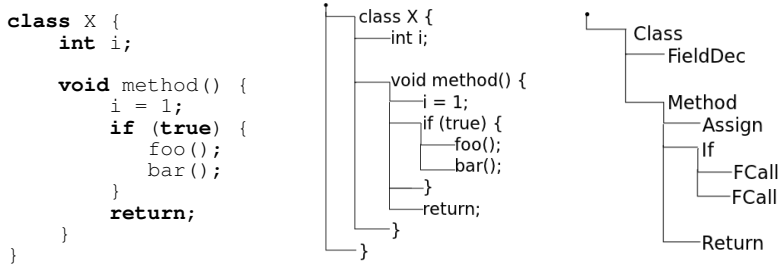 class X {
int i;
void method() {
i = 1;
if (true) {
foo();
bar();
}
return;
}
}
class X {
int i;
void method() {
i = 1;
if (true) {
foo();
bar();
}
return;
}
}
Class
FieldDec
Method
Assign
If
FCall
FCall
Return